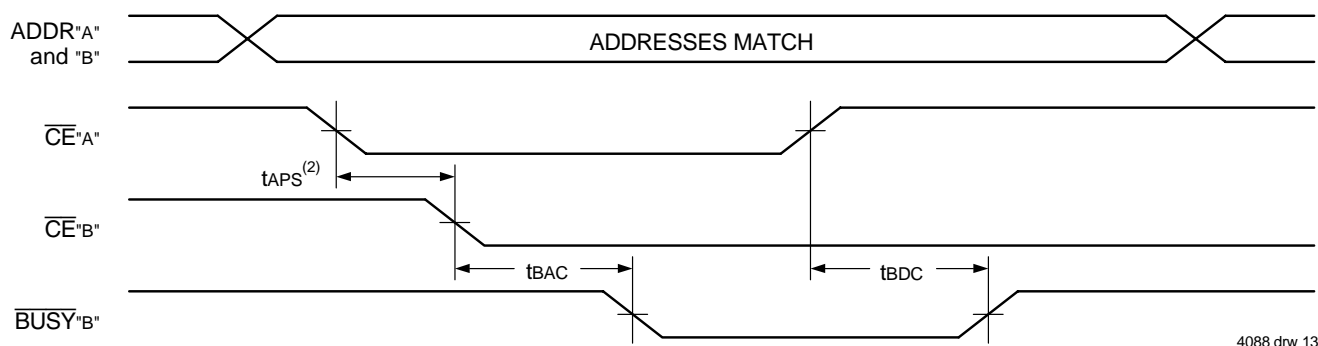 ADDR"A"
and "B"
ADDRESSES MATCH
CE"A"
tAPS(2)
CE"B"
tBAC
tBDC
BUSY"B"
4088 drw 13